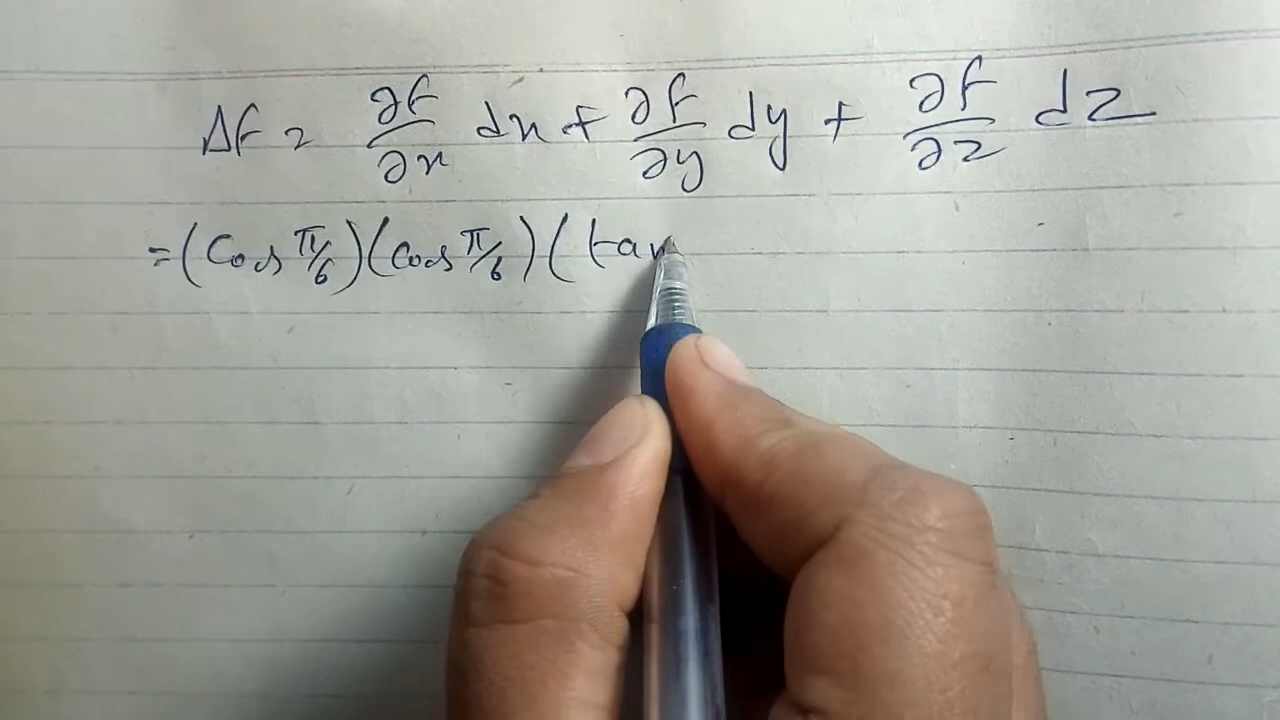 Δf = ∂f/∂x dx + ∂f/∂y dy + ∂f/∂z dz
= (Cos π/6)(Cos π/6)(tan